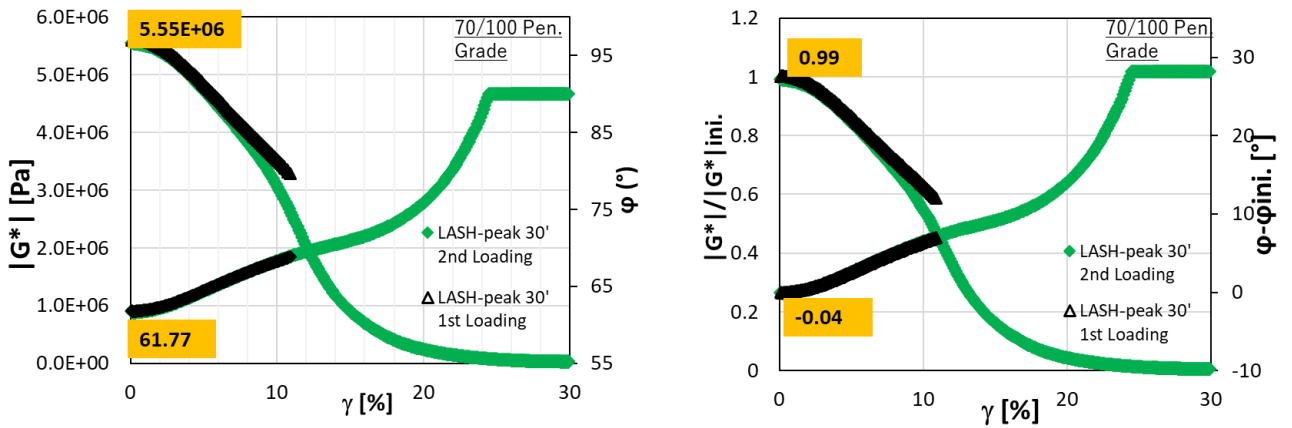 6.0E+06
5.0E+06
4.0E+06
3.0E+06
2.0E+06
1.0E+06
0.0E+00
|G*| [Pa]
5.55E+06
61.77
70/100 Pen.
Grade
LASH-peak 30'
2nd Loading
LASH-peak 30'
1st Loading
95
85
75
65
55
φ (°)
0
10
20
30
γ [%]
1.2
1
0.8
0.6
0.4
0.2
0
|G*|/|G*|ini.
0.99
-0.04
70/100 Pen.
Grade
LASH-peak 30'
2nd Loading
LASH-peak 30'
1st Loading
30
20
10
0
-10
φ-φini. [°]
0
10
20
30
γ [%]